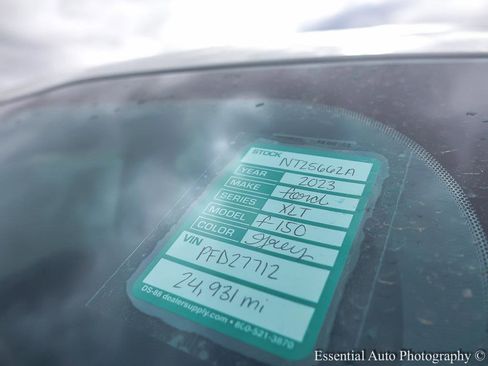 STOCK NT25662A
YEAR 2023
MAKE Ford
SERIES XLT
MODEL F-150
COLOR Grey
VIN PFD27712
24,931 mi
DS-88 dealersupply.com • 800-521-3870
Essential Auto Photography ©